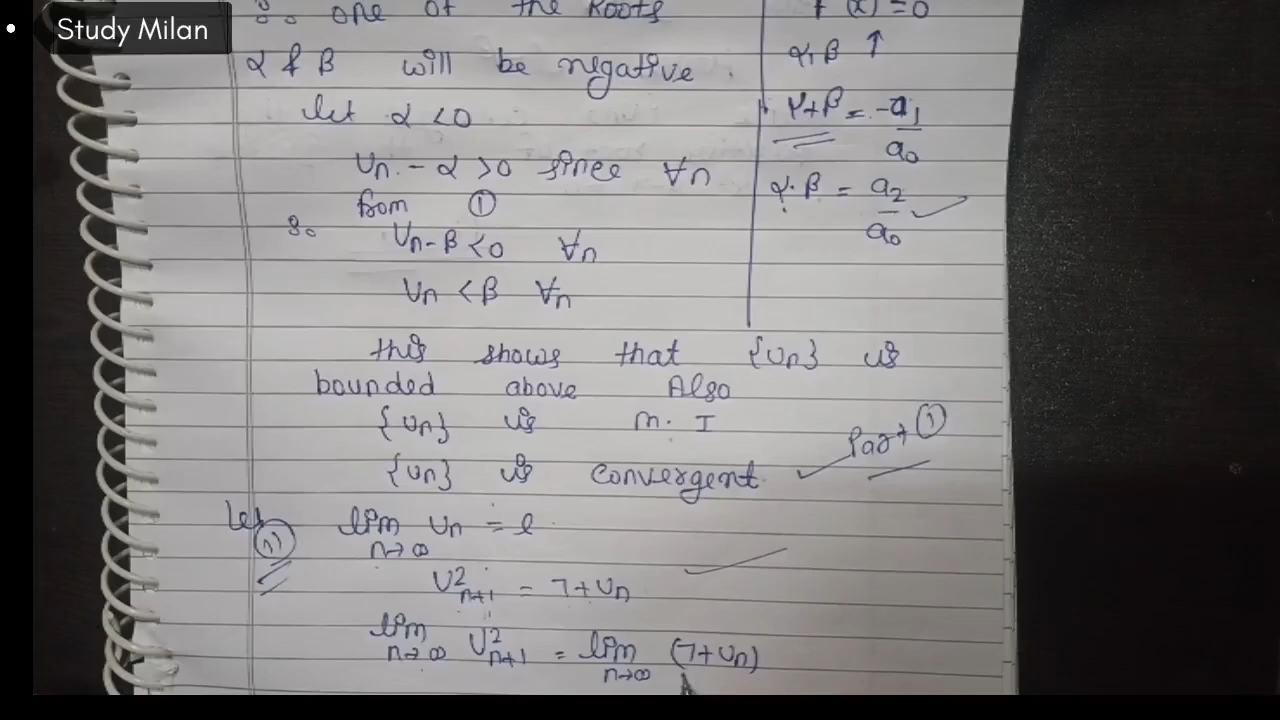 Study Milan
∴ one of the Roots
α & β will be negative.
let α < 0
Un - α > 0 since ∀n
from ①
So Un - β < 0 ∀n
Un < β ∀n
this shows that {Un} is
bounded above Also
{Un} is m. I
{Un} is convergent. Part ①
Let lim Un = l
n→∞
U²n+1 = 7+Un
lim U²n+1 = lim (7+Un)
n→∞ n→∞
f(x) = 0
α, β ↑
γ+β = -a1
a0
α·β = a2
a0